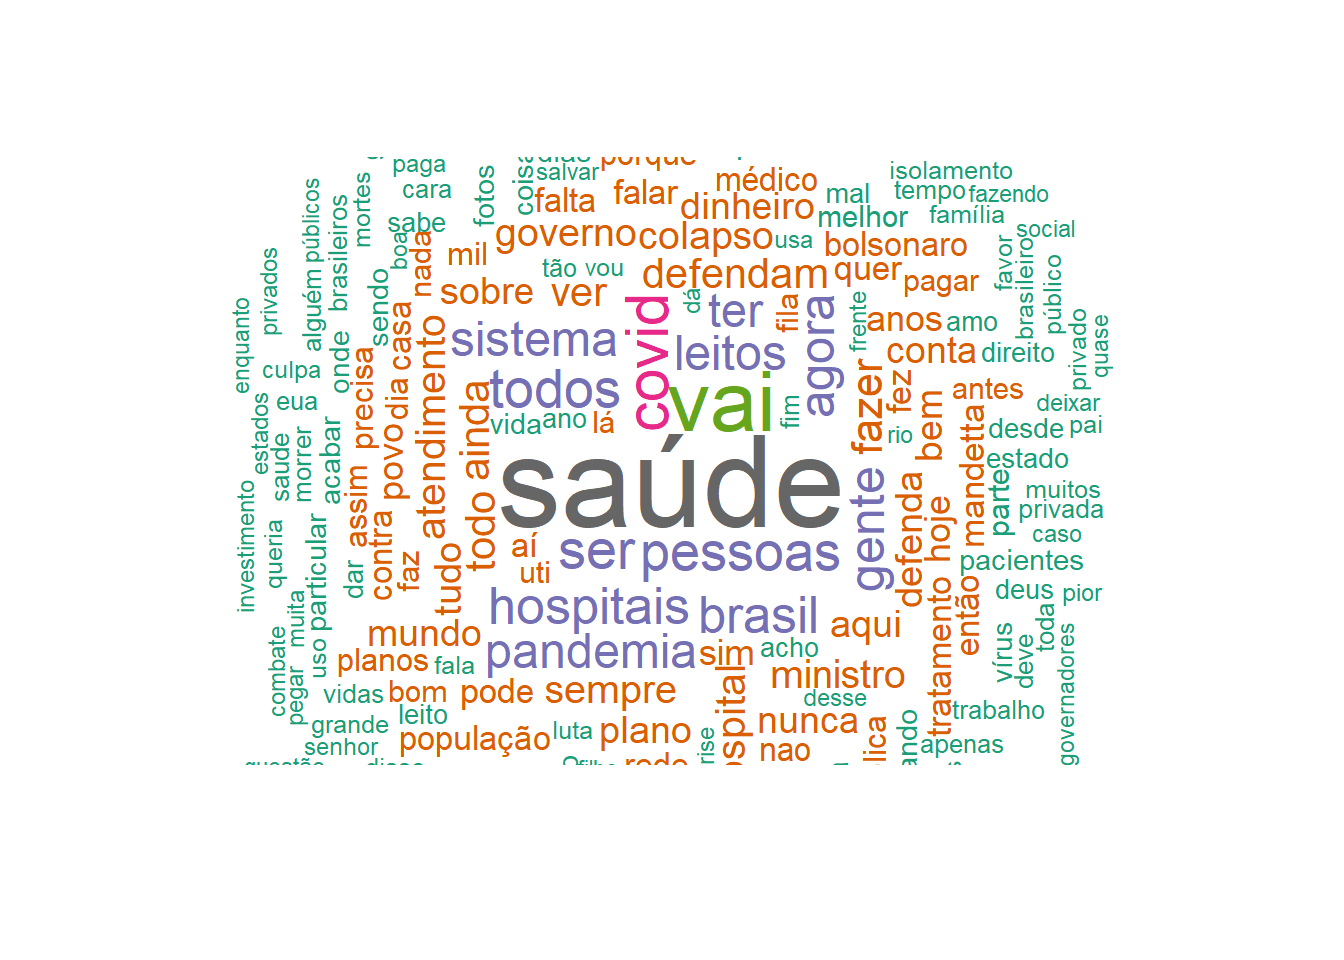 paga
salvar
porque
médico
isolamento
cara
falta
falar
dinheiro
mal
tempo
fazendo
mortes
fotos
sabe
melhor
família
públicos
brasileiros
boa
governo
colapso
usa
bolsonaro
social
nada
mil
tão
vou
defendam
quer
pagar
favor
brasileiro
público
privados
alguém
sendo
sobre
ver
covid
dá
ter
fila
agora
frente
anos
amo
enquanto
onde
casa
sistema
leitos
conta
direito
privado
quase
culpa
precisa
dia
atendimento
todos
vai
fim
fazer
fez
antes
eua
vida
ano
lá
rio
bem
mandetta
deixar
desde
pai
estados
saude
morrer
acabar
povo
ainda
saúde
estado
investimento
queria
particular
assim
contra
todo
aí
ser
pessoas
gente
defenda
hoje
parte
muitos
privada
caso
dar
faz
tudo
uti
pacientes
muita
uso
hospitais
brasil
tratamento
então
deus
pior
combate
pegar
mundo
pandemia
sim
acho
aqui
vírus
deve
toda
governadores
planos
fala
ministro
vidas
bom
pode
sempre
desse
trabalho
grande
leito
luta
plano
nunca
senhor
população
nao
apenas